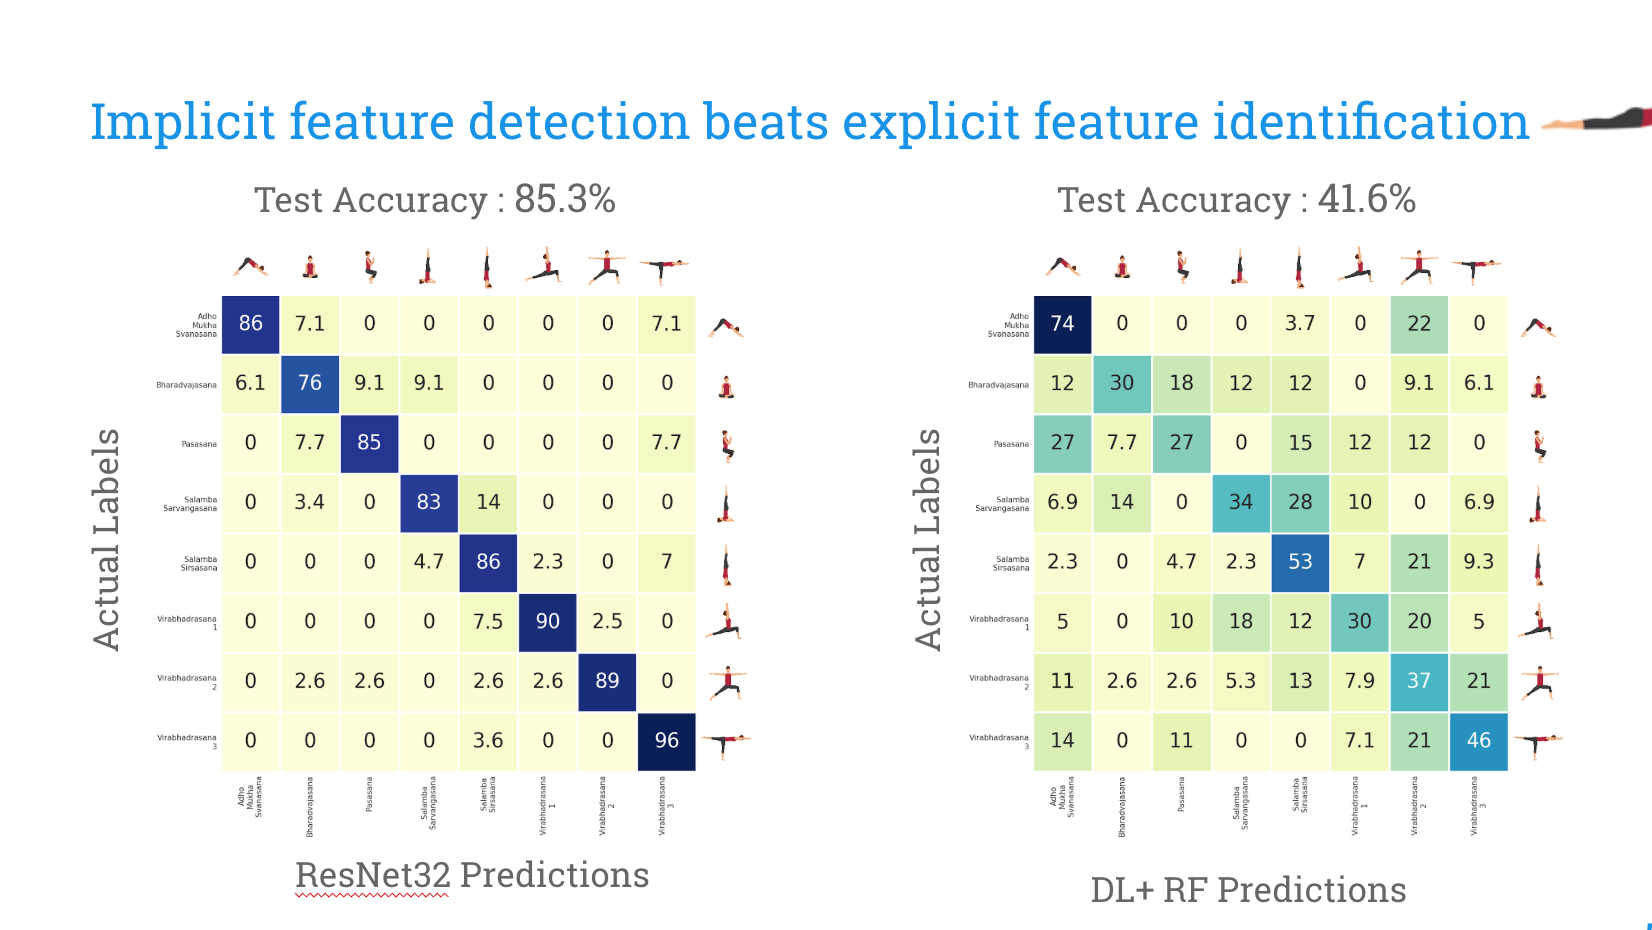 Implicit feature detection beats explicit feature identification
Test Accuracy : 85.3%
Adho
Mukha
Svanasana
86 7.1 0 0 0 0 0 7.1
Bharadvajasana
6.1 76 9.1 9.1 0 0 0 0
Pasasana
0 7.7 85 0 0 0 0 7.7
Salamba
Sarvangasana
0 3.4 0 83 14 0 0 0
Salamba
Sirsasana
0 0 0 4.7 86 2.3 0 7
Virabhadrasana
1
0 0 0 0 7.5 90 2.5 0
Virabhadrasana
2
0 2.6 2.6 0 2.6 2.6 89 0
Virabhadrasana
3
0 0 0 0 3.6 0 0 96
Adho
Mukha
Svanasana
Bharadvajasana
Pasasana
Salamba
Sarvangasana
Salamba
Sirsasana
Virabhadrasana
1
Virabhadrasana
2
Virabhadrasana
3
Actual Labels
ResNet32 Predictions
Test Accuracy : 41.6%
Adho
Mukha
Svanasana
74 0 0 0 3.7 0 22 0
Bharadvajasana
12 30 18 12 12 0 9.1 6.1
Pasasana
27 7.7 27 0 15 12 12 0
Salamba
Sarvangasana
6.9 14 0 34 28 10 0 6.9
Salamba
Sirsasana
2.3 0 4.7 2.3 53 7 21 9.3
Virabhadrasana
1
5 0 10 18 12 30 20 5
Virabhadrasana
2
11 2.6 2.6 5.3 13 7.9 37 21
Virabhadrasana
3
14 0 11 0 0 7.1 21 46
Adho
Mukha
Svanasana
Bharadvajasana
Pasasana
Salamba
Sarvangasana
Salamba
Sirsasana
Virabhadrasana
1
Virabhadrasana
2
Virabhadrasana
3
Actual Labels
DL+ RF Predictions